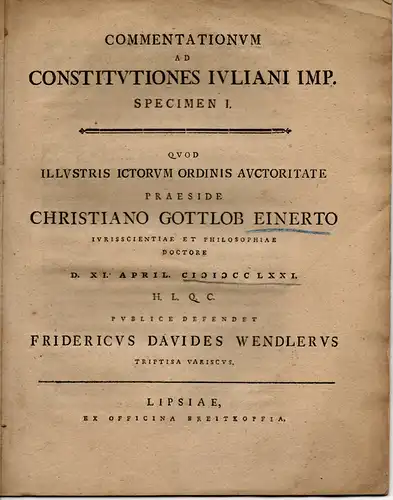 COMMENTATIONVM
AD
CONSTITVTIONES IVLIANI IMP.
SPECIMEN I.
QVOD
ILLVSTRIS ICTORVM ORDINIS AVCTORITATE
PRAESIDE
CHRISTIANO GOTTLOB EINERTO
IVRISSCIENTIAE ET PHILOSOPHIAE
DOCTORE
D. XI. APRIL. CIↃIↃCCLXXI.
H. L. Q. C.
PVBLICE DEFENDET
FRIDERICVS DAVIDES WENDLERVS
TRIPTISA VARISCVS.
LIPSIAE,
EX OFFICINA BREITKOPFIA.